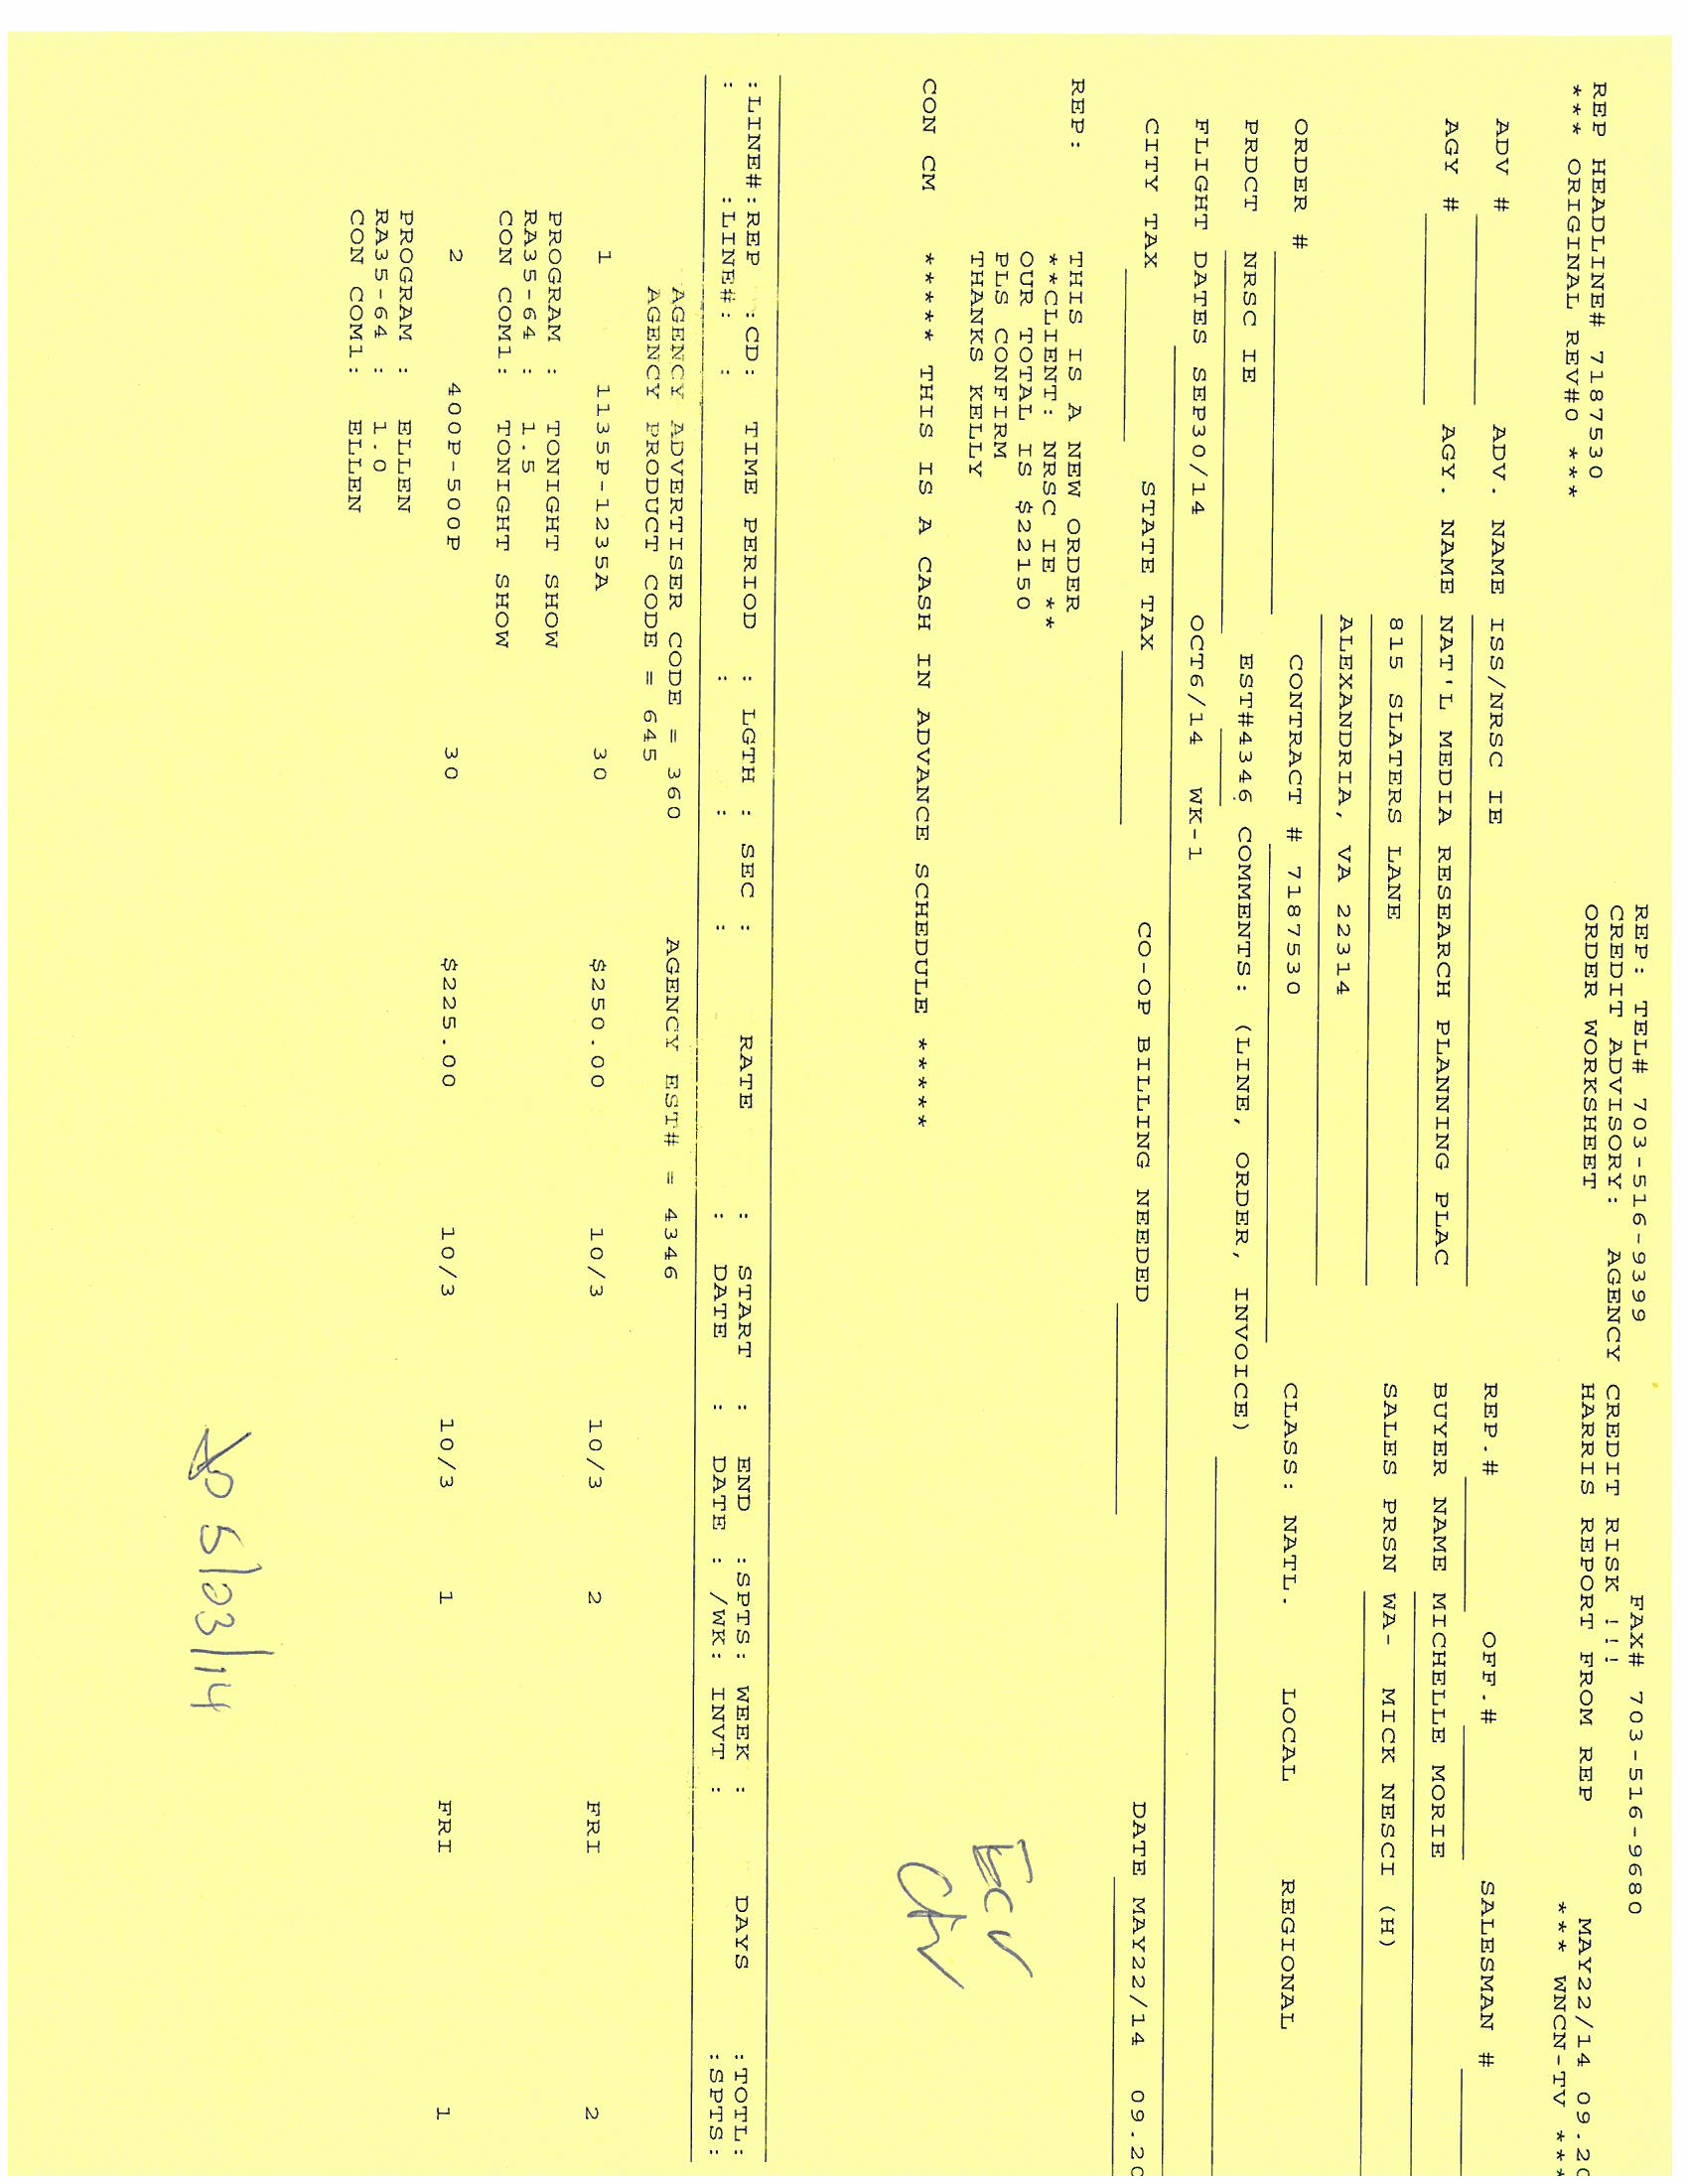 REP: TEL# 703-516-9399 FAX# 703-516-9680
CREDIT ADVISORY: AGENCY CREDIT RISK !!!
REP HEADLINE# 7187530 ORDER WORKSHEET HARRIS REPORT FROM REP MAY22/14 09.20
*** ORIGINAL REV#0 *** *** WNCN-TV ***
ADV # ADV. NAME ISS/NRSC IE REP.# OFF.# SALESMAN #
AGY # AGY. NAME NAT'L MEDIA RESEARCH PLANNING PLAC BUYER NAME MICHELLE MORIE
815 SLATERS LANE SALES PRSN WA- MICK NESCI (H)
ALEXANDRIA, VA 22314
ORDER # CONTRACT # 7187530 CLASS: NATL. LOCAL REGIONAL
PRDCT NRSC IE EST#4346 COMMENTS: (LINE, ORDER, INVOICE)
FLIGHT DATES SEP30/14 OCT6/14 WK-1
CITY TAX STATE TAX CO-OP BILLING NEEDED DATE MAY22/14 09.20
REP: THIS IS A NEW ORDER
**CLIENT: NRSC IE **
OUR TOTAL IS $22150
PLS CONFIRM
THANKS KELLY
CON CM ***** THIS IS A CASH IN ADVANCE SCHEDULE *****
:LINE#:REP :CD: TIME PERIOD : LGTH : SEC : RATE : START : END :SPTS: WEEK : DAYS :TOTL:
: :LINE#: : : : : : DATE : DATE : /WK: INVT : :SPTS:
AGENCY ADVERTISER CODE = 360 AGENCY EST# = 4346
AGENCY PRODUCT CODE = 645
1 1135P-1235A 30 $250.00 10/3 10/3 2 FRI 2
PROGRAM : TONIGHT SHOW
RA35-64 : 1.5
CON COM1: TONIGHT SHOW
2 400P-500P 30 $225.00 10/3 10/3 1 FRI 1
PROGRAM : ELLEN
RA35-64 : 1.0
CON COM1: ELLEN